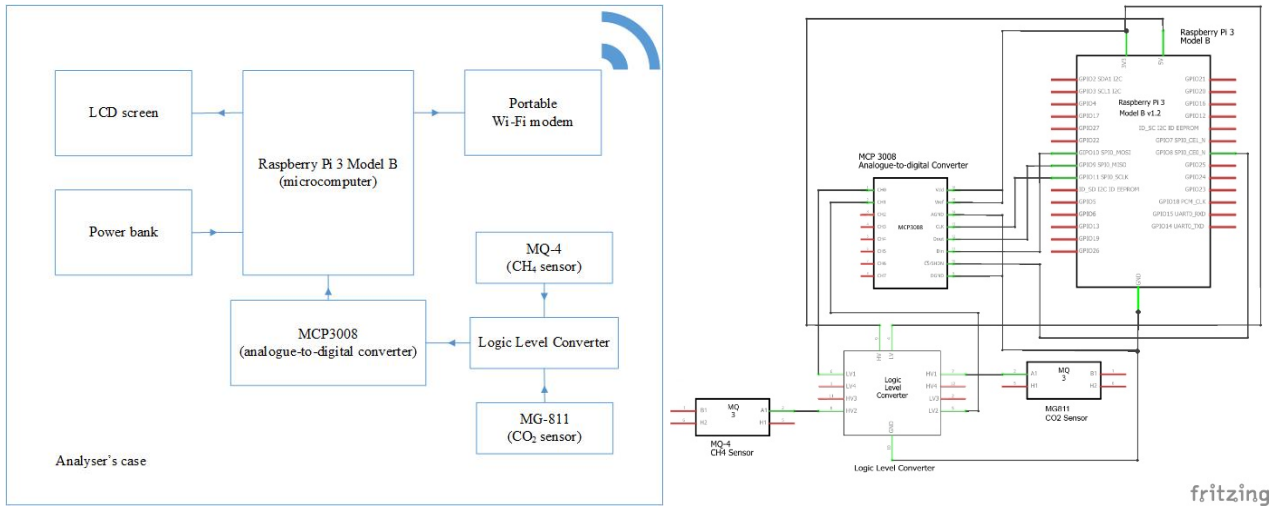 LCD screen
Power bank
Raspberry Pi 3 Model B
(microcomputer)
Portable
Wi-Fi modem
MQ-4
(CH₄ sensor)
MCP3008
(analogue-to-digital converter)
Logic Level Converter
MG-811
(CO₂ sensor)
Analyser's case
Raspberry Pi 3
Model B
3V3
5V
Raspberry Pi 3
Model B v1.2
GPIO2 SDA1 I2C
GPIO3 SCL1 I2C
GPIO4
GPIO17
GPIO27
GPIO22
GPIO10 SPI0_MOSI
GPIO9 SPI0_MISO
GPIO11 SPI0_SCLK
ID_SD I2C ID EEPROM
GPIO5
GPIO6
GPIO13
GPIO19
GPIO26
GPIO21
GPIO20
GPIO16
GPIO12
ID_SC I2C ID EEPROM
GPIO7 SPI0_CE1_N
GPIO8 SPI0_CE0_N
GPIO25
GPIO24
GPIO23
GPIO18 PCM_CLK
GPIO15 UART0_RXD
GPIO14 UART0_TXD
GND
MCP 3008
Analogue-to-digital Converter
MCP3008
CH0
CH1
CH2
CH3
CH4
CH5
CH6
CH7
Vdd
Vref
AGND
CLK
Dout
Din
CS/SHDN
DGND
HV
LV
LV1
LV4
HV3
HV2
Logic
Level
Converter
HV1
HV4
LV3
LV2
GND
Logic Level Converter
B1
H2
MQ
3
A1
H1
MQ-4
CH4 Sensor
A1
H1
MQ
3
B1
H2
MG811
CO2 Sensor
fritzing